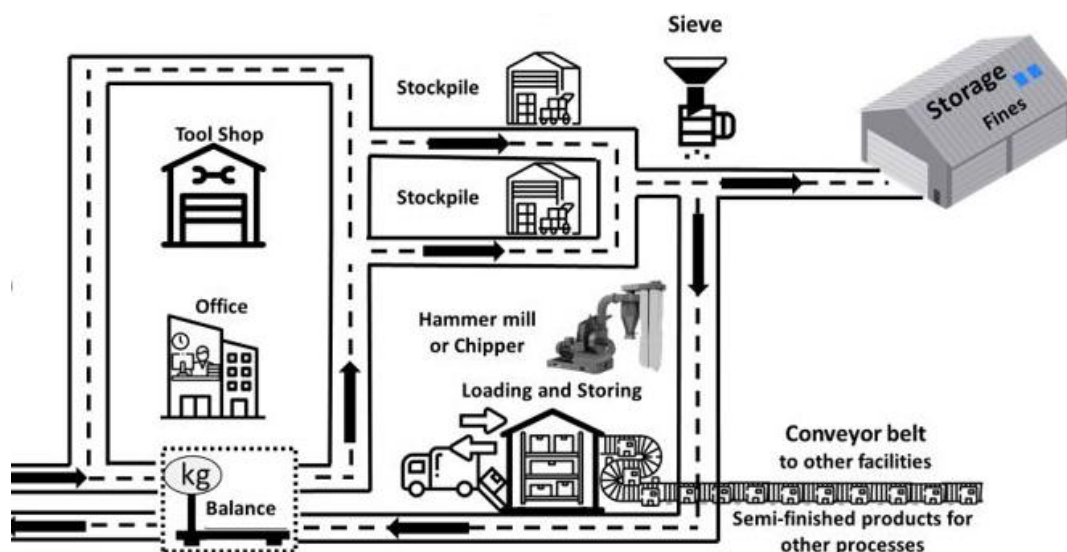 Sieve
Stockpile
Storage
Fines
Tool Shop
Stockpile
Office
Hammer mill
or Chipper
Loading and Storing
Conveyor belt
to other facilities
kg
Balance
Semi-finished products for
other processes